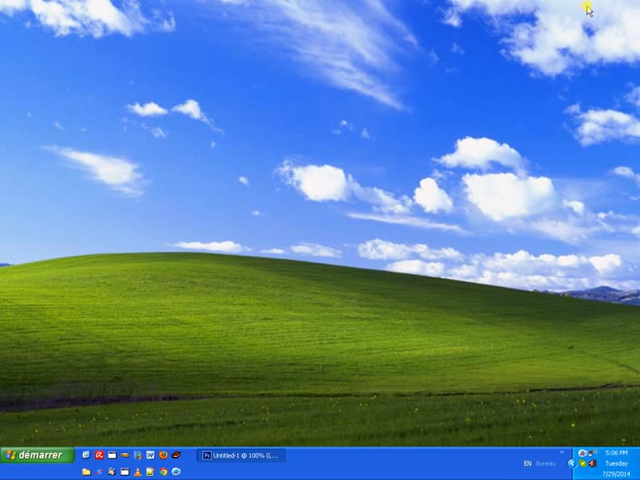 démarrer
Untitled-1 @ 100% (L...
EN Bureau
5:06 PM
Tuesday
7/29/2014